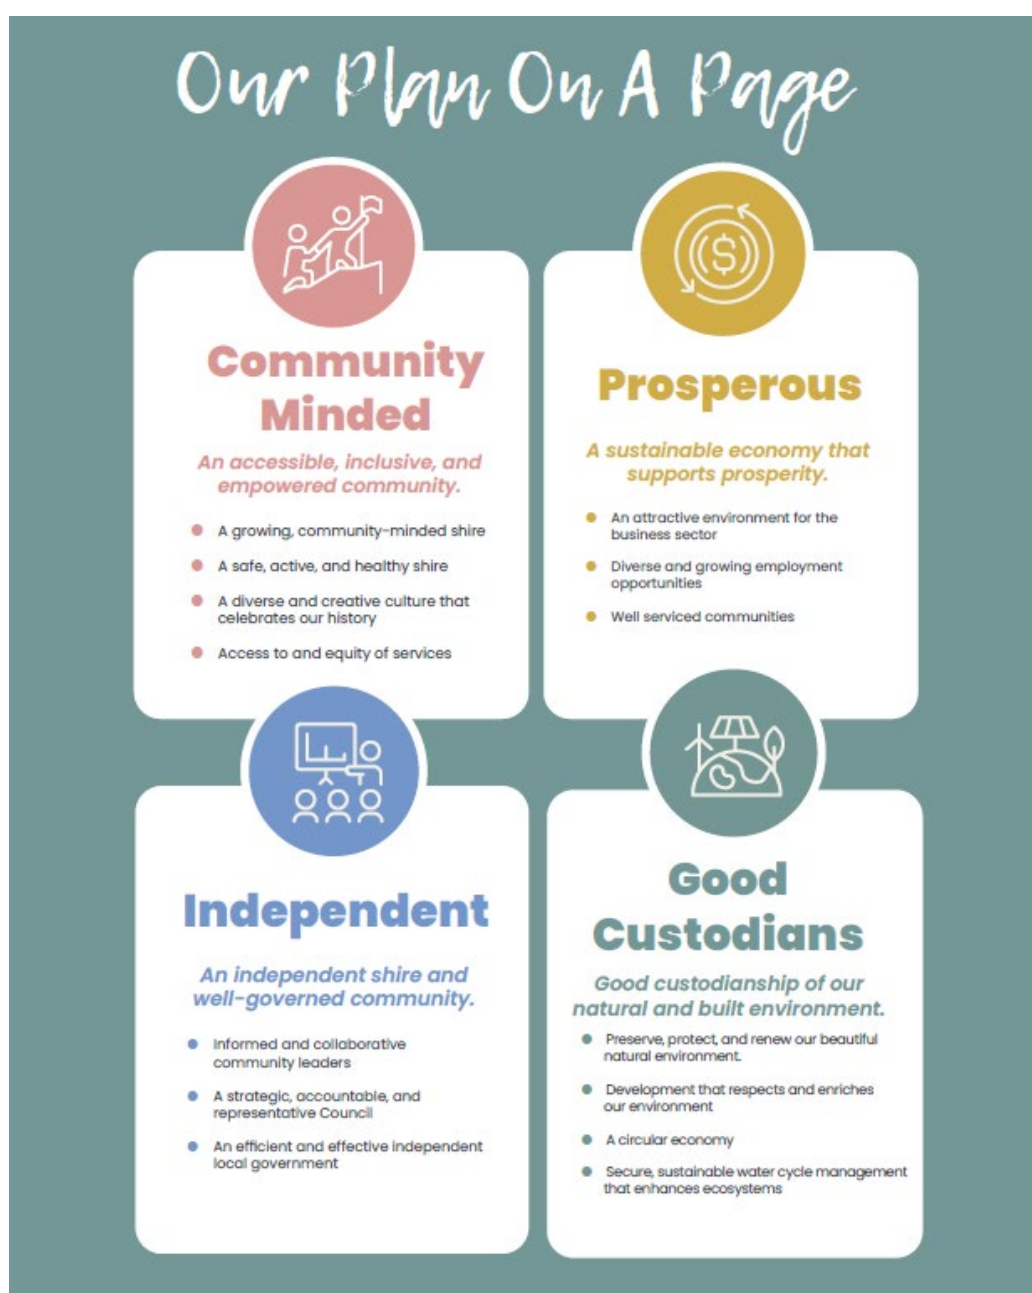 Our Plan On A Page
Community
Minded
An accessible, inclusive, and
empowered community.
A growing, community-minded shire
A safe, active, and healthy shire
A diverse and creative culture that
celebrates our history
Access to and equity of services
$
Prosperous
A sustainable economy that
supports prosperity.
An attractive environment for the
business sector
Diverse and growing employment
opportunities
Well serviced communities
Independent
An independent shire and
well-governed community.
Informed and collaborative
community leaders
A strategic, accountable, and
representative Council
An efficient and effective independent
local government
Good
Custodians
Good custodianship of our
natural and built environment.
Preserve, protect, and renew our beautiful
natural environment.
Development that respects and enriches
our environment
A circular economy
Secure, sustainable water cycle management
that enhances ecosystems